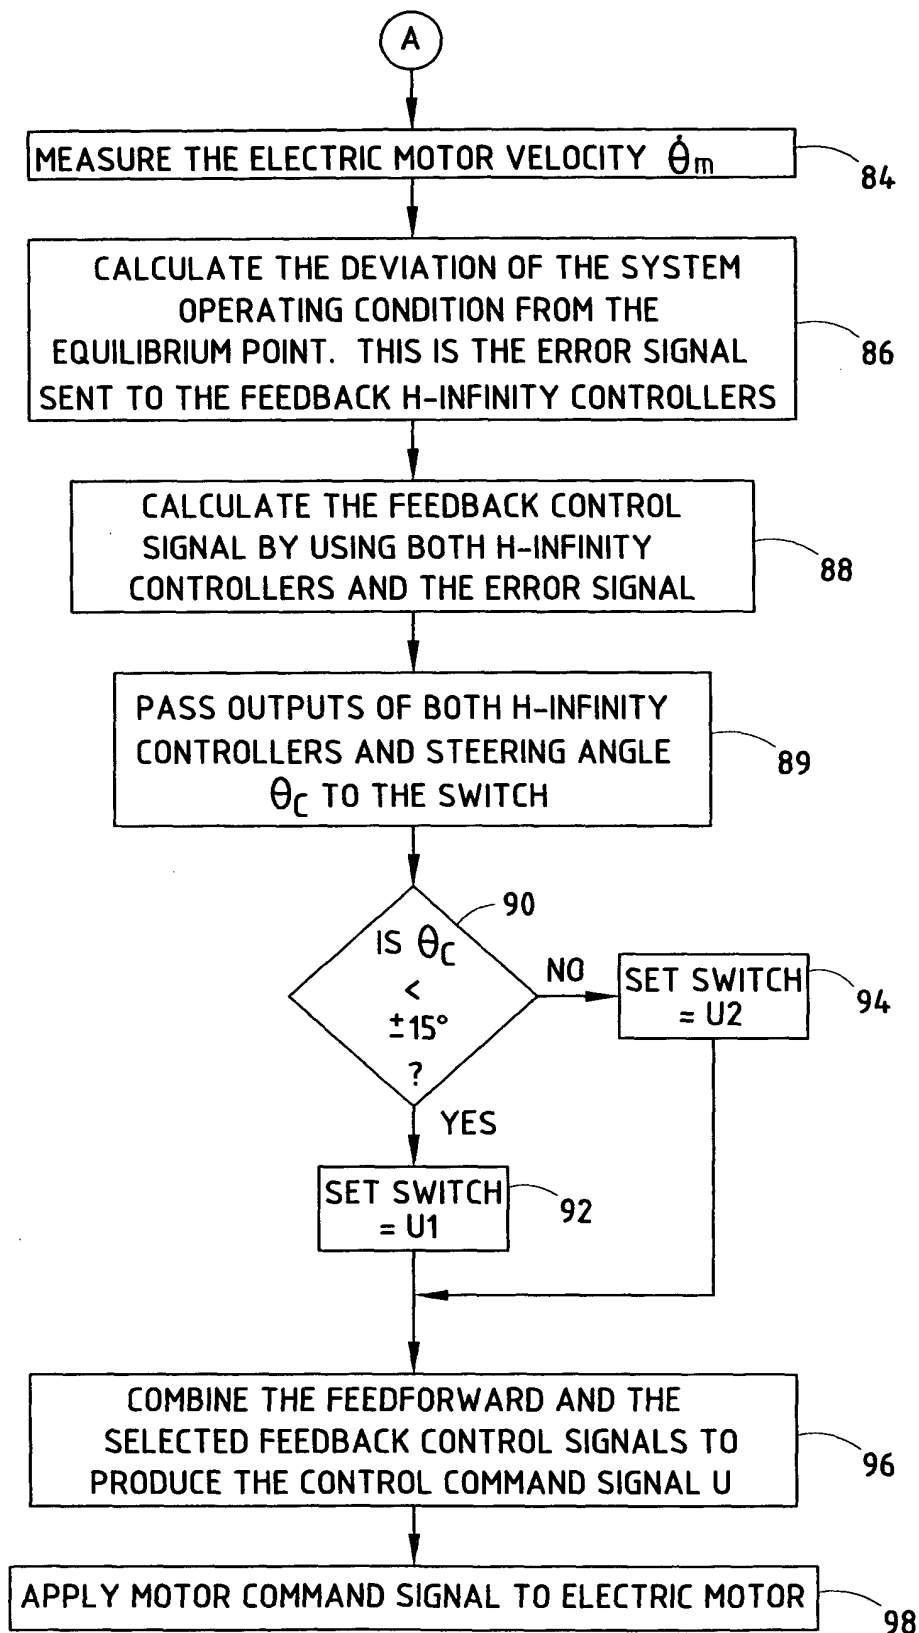 A
MEASURE THE ELECTRIC MOTOR VELOCITY θ̇m
84
CALCULATE THE DEVIATION OF THE SYSTEM
OPERATING CONDITION FROM THE
EQUILIBRIUM POINT. THIS IS THE ERROR SIGNAL
SENT TO THE FEEDBACK H-INFINITY CONTROLLERS
86
CALCULATE THE FEEDBACK CONTROL
SIGNAL BY USING BOTH H-INFINITY
CONTROLLERS AND THE ERROR SIGNAL
88
PASS OUTPUTS OF BOTH H-INFINITY
CONTROLLERS AND STEERING ANGLE
θC TO THE SWITCH
89
90
IS θC
<
±15°
?
NO
SET SWITCH
= U2
94
YES
SET SWITCH
= U1
92
COMBINE THE FEEDFORWARD AND THE
SELECTED FEEDBACK CONTROL SIGNALS TO
PRODUCE THE CONTROL COMMAND SIGNAL U
96
APPLY MOTOR COMMAND SIGNAL TO ELECTRIC MOTOR
98